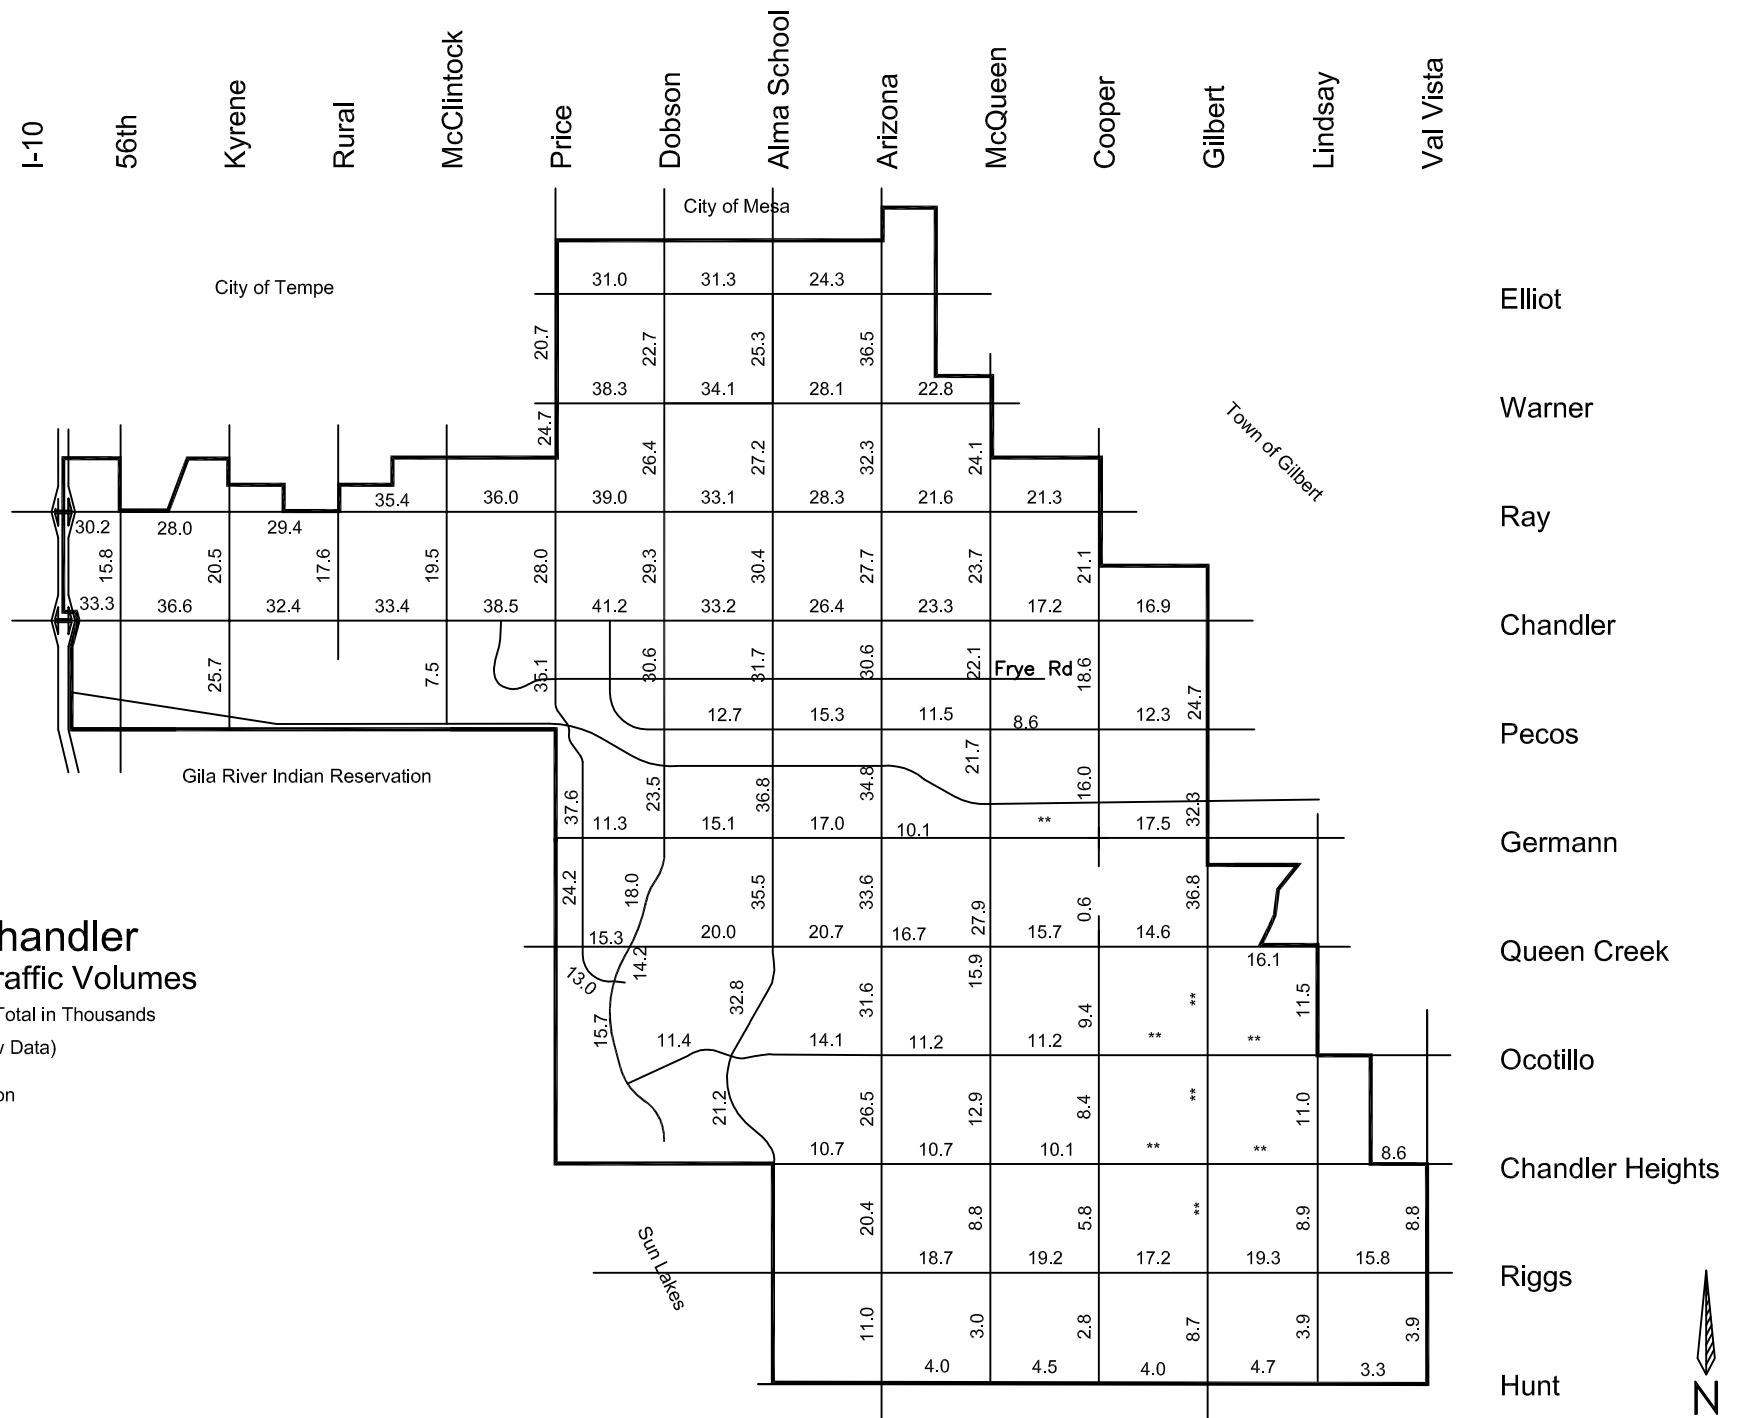 I-10
56th
Kyrene
Rural
McClintock
Price
Dobson
Alma School
Arizona
McQueen
Cooper
Gilbert
Lindsay
Val Vista
City of Mesa
City of Tempe
31.0 31.3 24.3
Elliot
20.7 22.7 25.3 36.5
38.3 34.1 28.1 22.8
Warner
Town of Gilbert
24.7 26.4 27.2 32.3 24.1
35.4 36.0 39.0 33.1 28.3 21.6 21.3
Ray
30.2 28.0 29.4
15.8 20.5 17.6 19.5 28.0 29.3 30.4 27.7 23.7 21.1
33.3 36.6 32.4 33.4 38.5 41.2 33.2 26.4 23.3 17.2 16.9
Chandler
25.7 7.5 35.1 30.6 31.7 30.6 22.1 Frye Rd 18.6 24.7
12.7 15.3 11.5 8.6 12.3
Pecos
Gila River Indian Reservation
37.6 23.5 36.8 34.8 21.7 16.0 32.3
11.3 15.1 17.0 10.1 ** 17.5
Germann
24.2 18.0 35.5 33.6 27.9 0.6 36.8
handler
raffic Volumes
Total in Thousands
v Data)
on
15.3 20.0 20.7 16.7 15.7 14.6
Queen Creek
16.1
13.0 14.2 32.8 31.6 15.9 9.4 ** 11.5
15.7 11.4 14.1 11.2 11.2 ** **
Ocotillo
21.2 26.5 12.9 8.4 ** 11.0
10.7 10.7 10.1 ** ** 8.6
Chandler Heights
Sun Lakes
20.4 8.8 5.8 ** 8.9 8.8
18.7 19.2 17.2 19.3 15.8
Riggs
11.0 3.0 2.8 8.7 3.9 3.9
4.0 4.5 4.0 4.7 3.3
Hunt
N